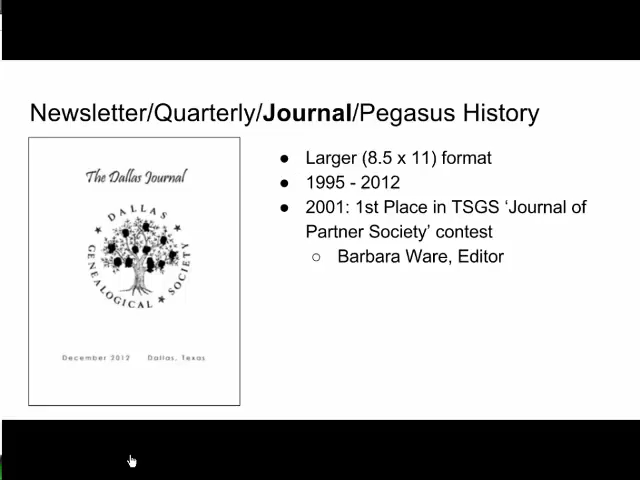 Newsletter/Quarterly/Journal/Pegasus History
The Dallas Journal
DALLAS
GENEALOGICAL SOCIETY
December 2012 Dallas, Texas
● Larger (8.5 x 11) format
● 1995 - 2012
● 2001: 1st Place in TSGS ‘Journal of
Partner Society’ contest
○ Barbara Ware, Editor